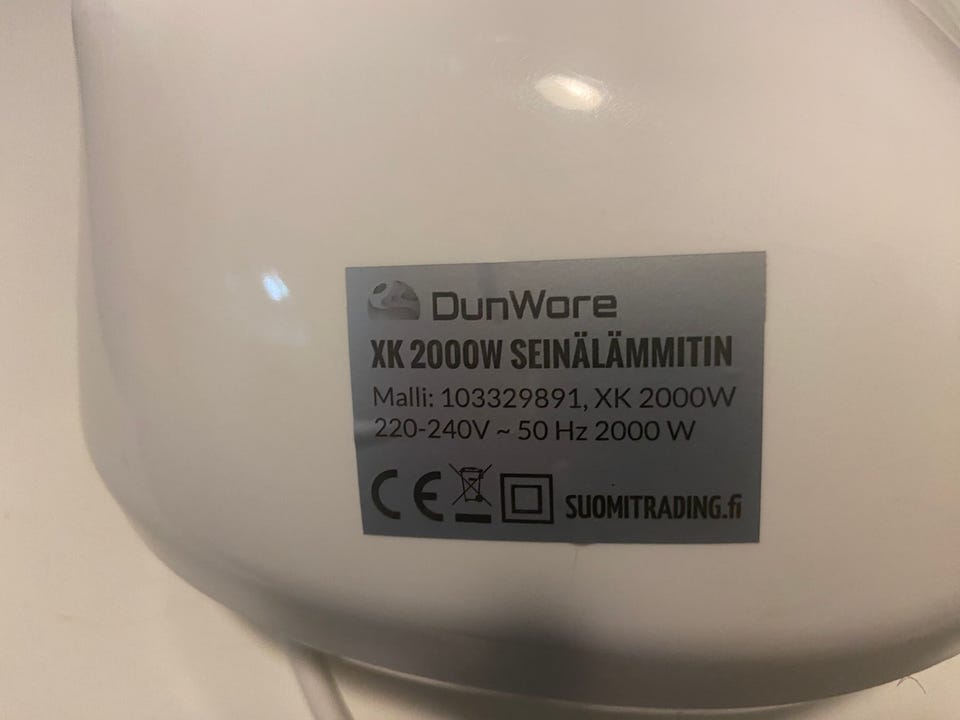 DunWore
XK 2000W SEINÄLÄMMITIN
Malli: 103329891, XK 2000W
220-240V ~ 50 Hz 2000 W
CE SUOMITRADING.fi